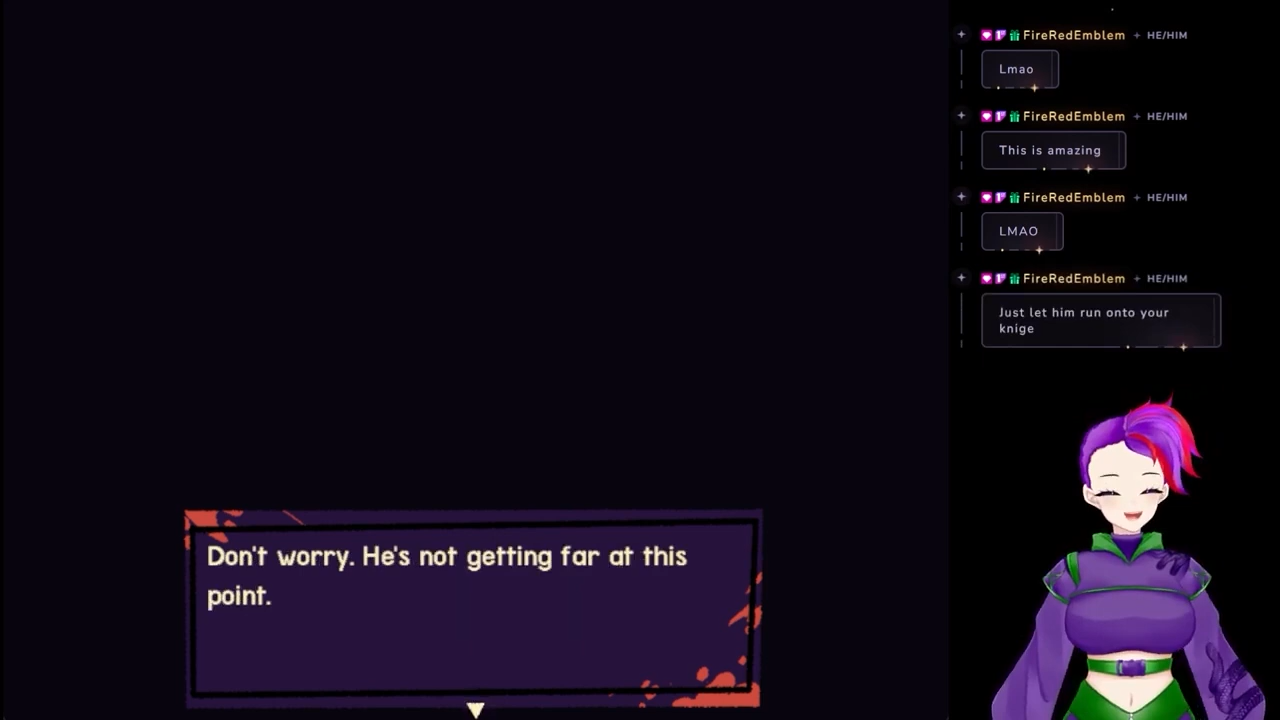 FireRedEmblem + HE/HIM
Lmao
FireRedEmblem + HE/HIM
This is amazing
FireRedEmblem + HE/HIM
LMAO
FireRedEmblem + HE/HIM
Just let him run onto your
knige
Don't worry. He's not getting far at this
point.